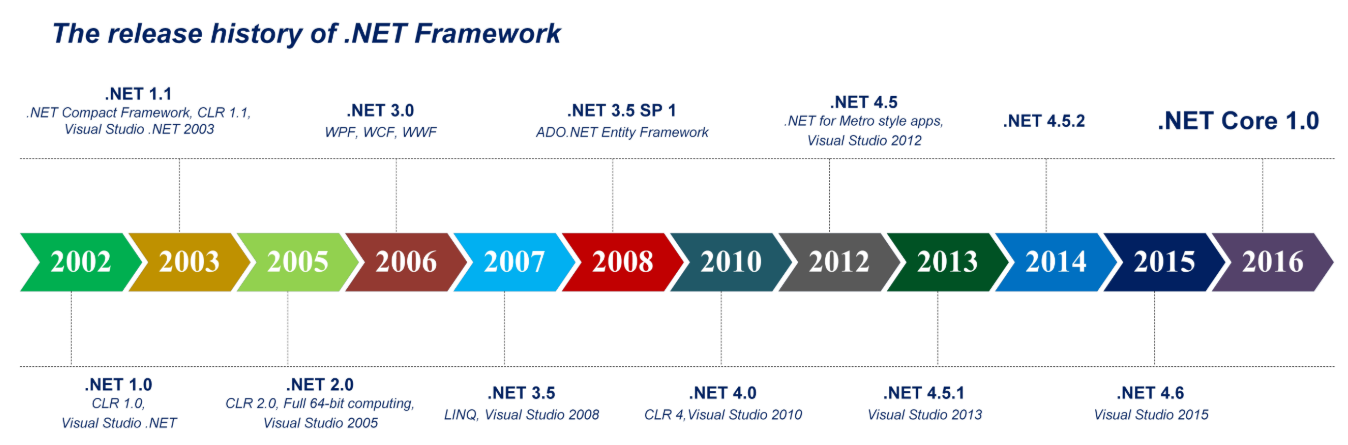 The release history of .NET Framework
.NET 1.1
.NET Compact Framework, CLR 1.1,
Visual Studio .NET 2003
.NET 3.0
WPF, WCF, WWF
.NET 3.5 SP 1
ADO.NET Entity Framework
.NET 4.5
.NET for Metro style apps,
Visual Studio 2012
.NET 4.5.2
.NET Core 1.0
2002 2003 2005 2006 2007 2008 2010 2012 2013 2014 2015 2016
.NET 1.0
CLR 1.0,
Visual Studio .NET
.NET 2.0
CLR 2.0, Full 64-bit computing,
Visual Studio 2005
.NET 3.5
LINQ, Visual Studio 2008
.NET 4.0
CLR 4,Visual Studio 2010
.NET 4.5.1
Visual Studio 2013
.NET 4.6
Visual Studio 2015